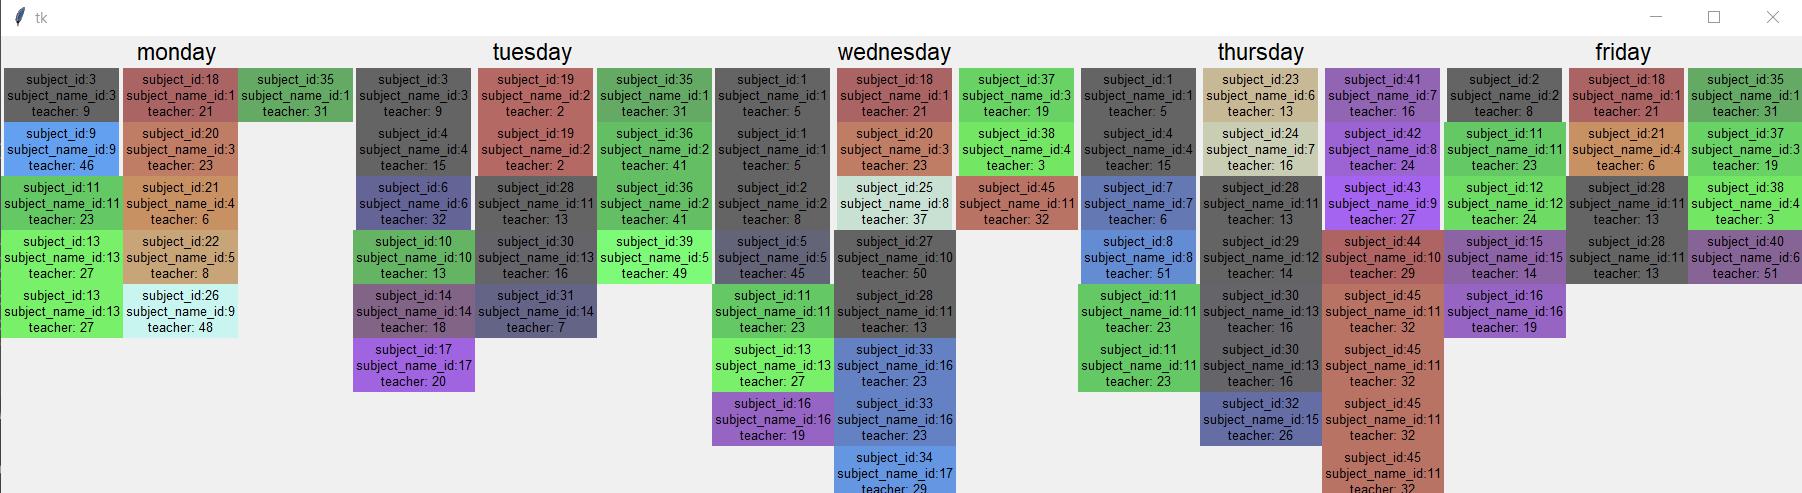 tk
monday
subject_id:3
subject_name_id:3
teacher: 9
subject_id:9
subject_name_id:9
teacher: 46
subject_id:11
subject_name_id:11
teacher: 23
subject_id:13
subject_name_id:13
teacher: 27
subject_id:13
subject_name_id:13
teacher: 27
subject_id:18
subject_name_id:1
teacher: 21
subject_id:20
subject_name_id:3
teacher: 23
subject_id:21
subject_name_id:4
teacher: 6
subject_id:22
subject_name_id:5
teacher: 8
subject_id:26
subject_name_id:9
teacher: 48
subject_id:35
subject_name_id:1
teacher: 31
tuesday
subject_id:3
subject_name_id:3
teacher: 9
subject_id:4
subject_name_id:4
teacher: 15
subject_id:6
subject_name_id:6
teacher: 32
subject_id:10
subject_name_id:10
teacher: 13
subject_id:14
subject_name_id:14
teacher: 18
subject_id:17
subject_name_id:17
teacher: 20
subject_id:19
subject_name_id:2
teacher: 2
subject_id:19
subject_name_id:2
teacher: 2
subject_id:28
subject_name_id:11
teacher: 13
subject_id:30
subject_name_id:13
teacher: 16
subject_id:31
subject_name_id:14
teacher: 7
subject_id:35
subject_name_id:1
teacher: 31
subject_id:36
subject_name_id:2
teacher: 41
subject_id:36
subject_name_id:2
teacher: 41
subject_id:39
subject_name_id:5
teacher: 49
wednesday
subject_id:1
subject_name_id:1
teacher: 5
subject_id:1
subject_name_id:1
teacher: 5
subject_id:2
subject_name_id:2
teacher: 8
subject_id:5
subject_name_id:5
teacher: 45
subject_id:11
subject_name_id:11
teacher: 23
subject_id:13
subject_name_id:13
teacher: 27
subject_id:16
subject_name_id:16
teacher: 19
subject_id:18
subject_name_id:1
teacher: 21
subject_id:20
subject_name_id:3
teacher: 23
subject_id:25
subject_name_id:8
teacher: 37
subject_id:27
subject_name_id:10
teacher: 50
subject_id:28
subject_name_id:11
teacher: 13
subject_id:33
subject_name_id:16
teacher: 23
subject_id:33
subject_name_id:16
teacher: 23
subject_id:34
subject_name_id:17
teacher: 29
subject_id:37
subject_name_id:3
teacher: 19
subject_id:38
subject_name_id:4
teacher: 3
subject_id:45
subject_name_id:11
teacher: 32
thursday
subject_id:1
subject_name_id:1
teacher: 5
subject_id:4
subject_name_id:4
teacher: 15
subject_id:7
subject_name_id:7
teacher: 6
subject_id:8
subject_name_id:8
teacher: 51
subject_id:11
subject_name_id:11
teacher: 23
subject_id:11
subject_name_id:11
teacher: 23
subject_id:23
subject_name_id:6
teacher: 13
subject_id:24
subject_name_id:7
teacher: 16
subject_id:28
subject_name_id:11
teacher: 13
subject_id:29
subject_name_id:12
teacher: 14
subject_id:30
subject_name_id:13
teacher: 16
subject_id:30
subject_name_id:13
teacher: 16
subject_id:32
subject_name_id:15
teacher: 26
subject_id:41
subject_name_id:7
teacher: 16
subject_id:42
subject_name_id:8
teacher: 24
subject_id:43
subject_name_id:9
teacher: 27
subject_id:44
subject_name_id:10
teacher: 29
subject_id:45
subject_name_id:11
teacher: 32
subject_id:45
subject_name_id:11
teacher: 32
subject_id:45
subject_name_id:11
teacher: 32
subject_id:45
subject_name_id:11
teacher: 32
friday
subject_id:2
subject_name_id:2
teacher: 8
subject_id:11
subject_name_id:11
teacher: 23
subject_id:12
subject_name_id:12
teacher: 24
subject_id:15
subject_name_id:15
teacher: 14
subject_id:16
subject_name_id:16
teacher: 19
subject_id:18
subject_name_id:1
teacher: 21
subject_id:21
subject_name_id:4
teacher: 6
subject_id:28
subject_name_id:11
teacher: 13
subject_id:28
subject_name_id:11
teacher: 13
subject_id:35
subject_name_id:1
teacher: 31
subject_id:37
subject_name_id:3
teacher: 19
subject_id:38
subject_name_id:4
teacher: 3
subject_id:40
subject_name_id:6
teacher: 51